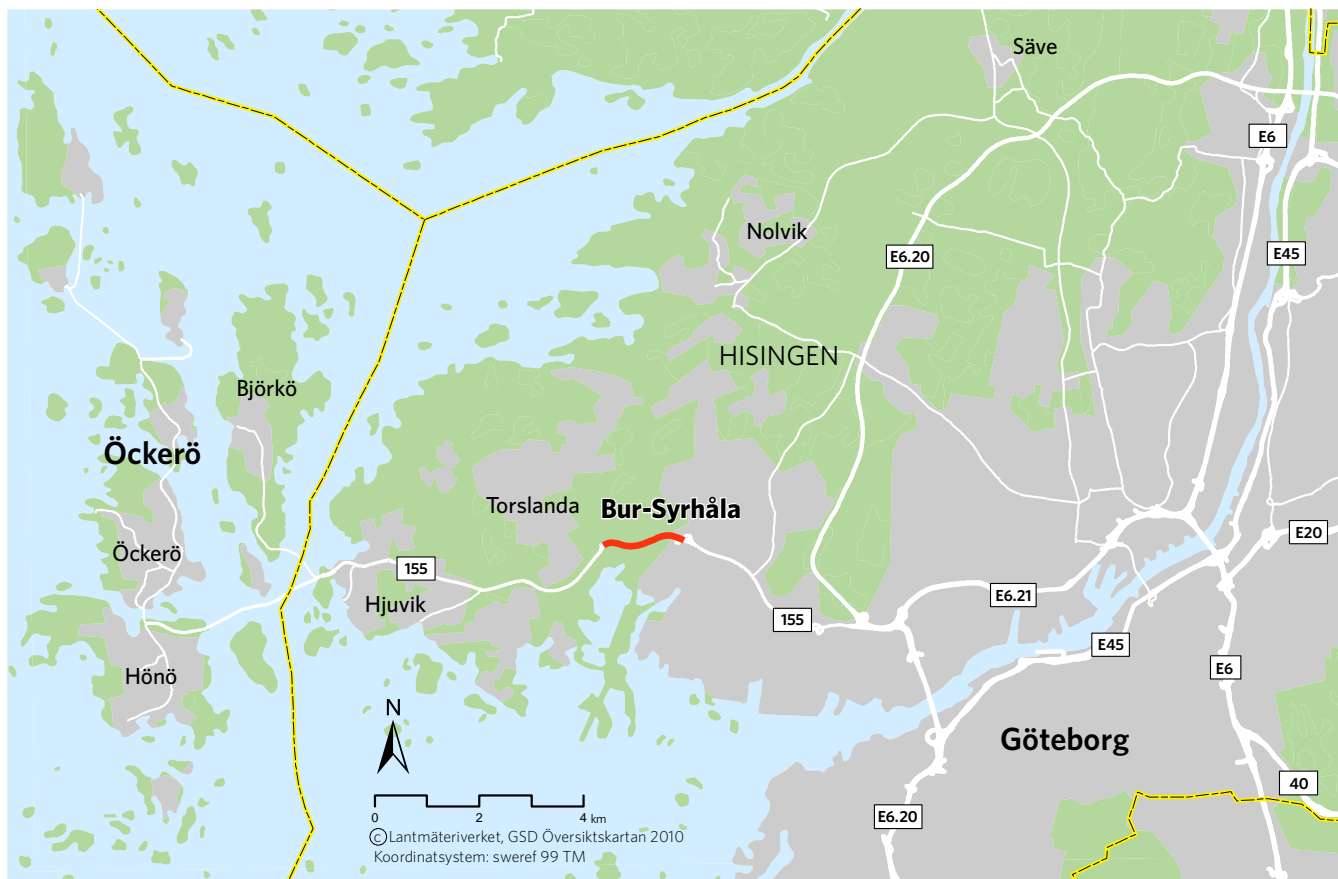 Säve
E6
Nolvik
E45
E6.20
HISINGEN
Björkö
Öckerö
Torslanda
Bur-Syrhåla
E20
Öckerö
155
E6.21
Hjuvik
155
E45
E6
Hönö
N
Göteborg
40
0 2 4 km
E6.20
©Lantmäteriverket, GSD Översiktskartan 2010
Koordinatsystem: sweref 99 TM